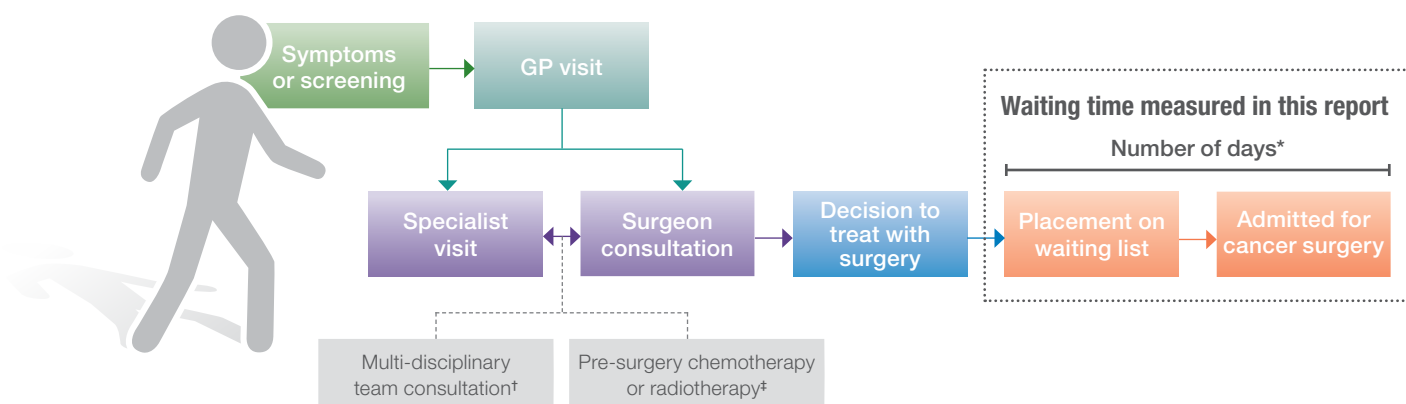 Symptoms
or screening
GP visit
Waiting time measured in this report
Number of days*
Specialist
visit
Surgeon
consultation
Decision to
treat with
surgery
Placement on
waiting list
Admitted for
cancer surgery
Multi-disciplinary
team consultation†
Pre-surgery chemotherapy
or radiotherapy‡